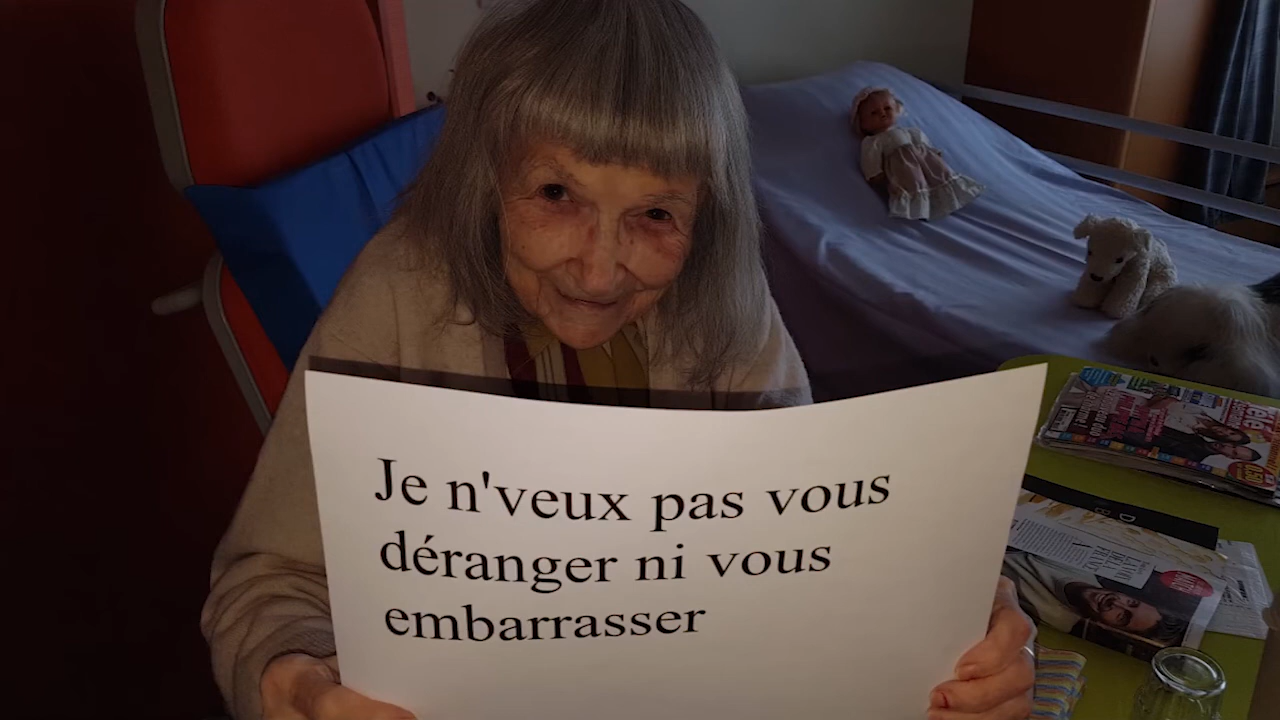 Je n'veux pas vous
déranger ni vous
embarrasser